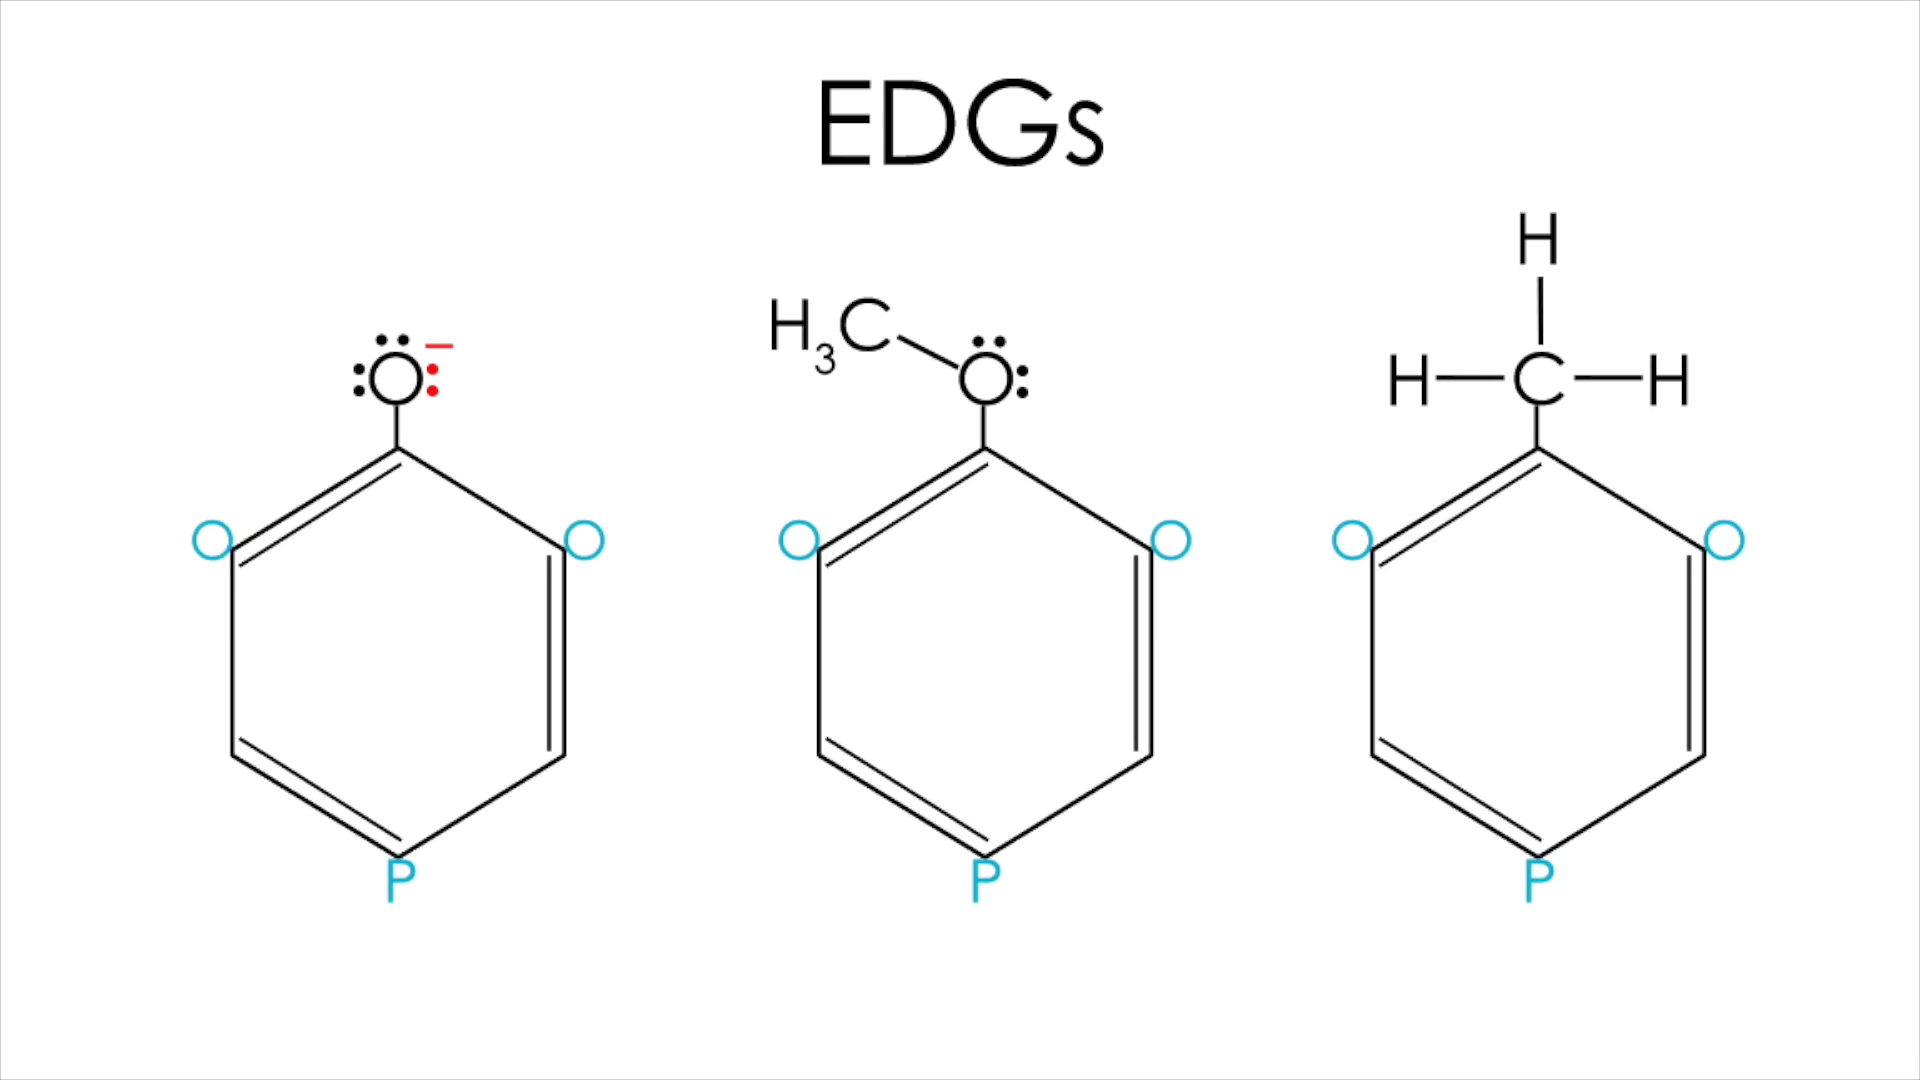 EDGs
H
H₃C
:Ö:⁻
Ö:
H—C—H
O O O O O O
P P P